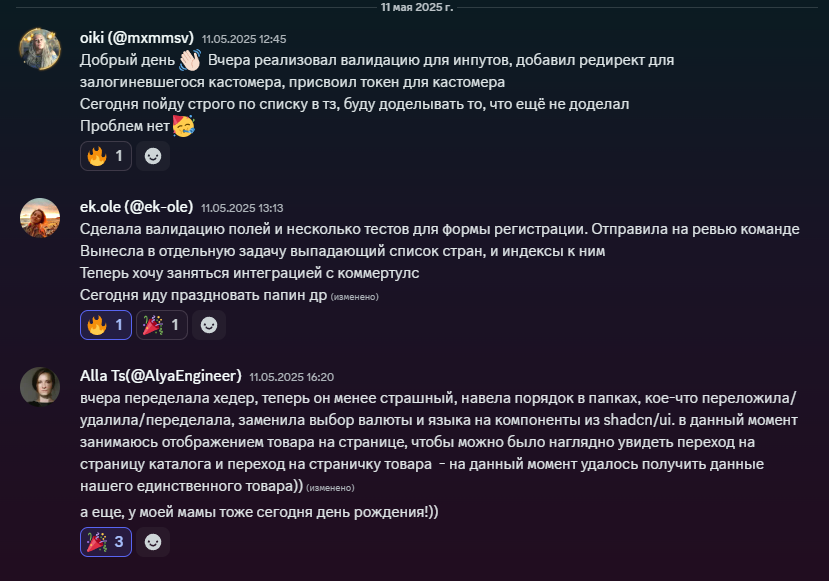 11 мая 2025 г.
oiki (@mxmmsv) 11.05.2025 12:45
Добрый день 👋🏻 Вчера реализовал валидацию для инпутов, добавил редирект для
залогиневшегося кастомера, присвоил токен для кастомера
Сегодня пойду строго по списку в тз, буду доделывать то, что ещё не доделал
Проблем нет🥳
🔥 1
ek.ole (@ek-ole) 11.05.2025 13:13
Сделала валидацию полей и несколько тестов для формы регистрации. Отправила на ревью команде
Вынесла в отдельную задачу выпадающий список стран, и индексы к ним
Теперь хочу заняться интеграцией с коммертулс
Сегодня иду праздновать папин др (изменено)
🔥 1 🎉 1
Alla Ts(@AlyaEngineer) 11.05.2025 16:20
вчера переделала хедер, теперь он менее страшный, навела порядок в папках, кое-что переложила/
удалила/переделала, заменила выбор валюты и языка на компоненты из shadcn/ui. в данный момент
занимаюсь отображением товара на странице, чтобы можно было наглядно увидеть переход на
страницу каталога и переход на страничку товара - на данный момент удалось получить данные
нашего единственного товара)) (изменено)
а еще, у моей мамы тоже сегодня день рождения!))
🎉 3